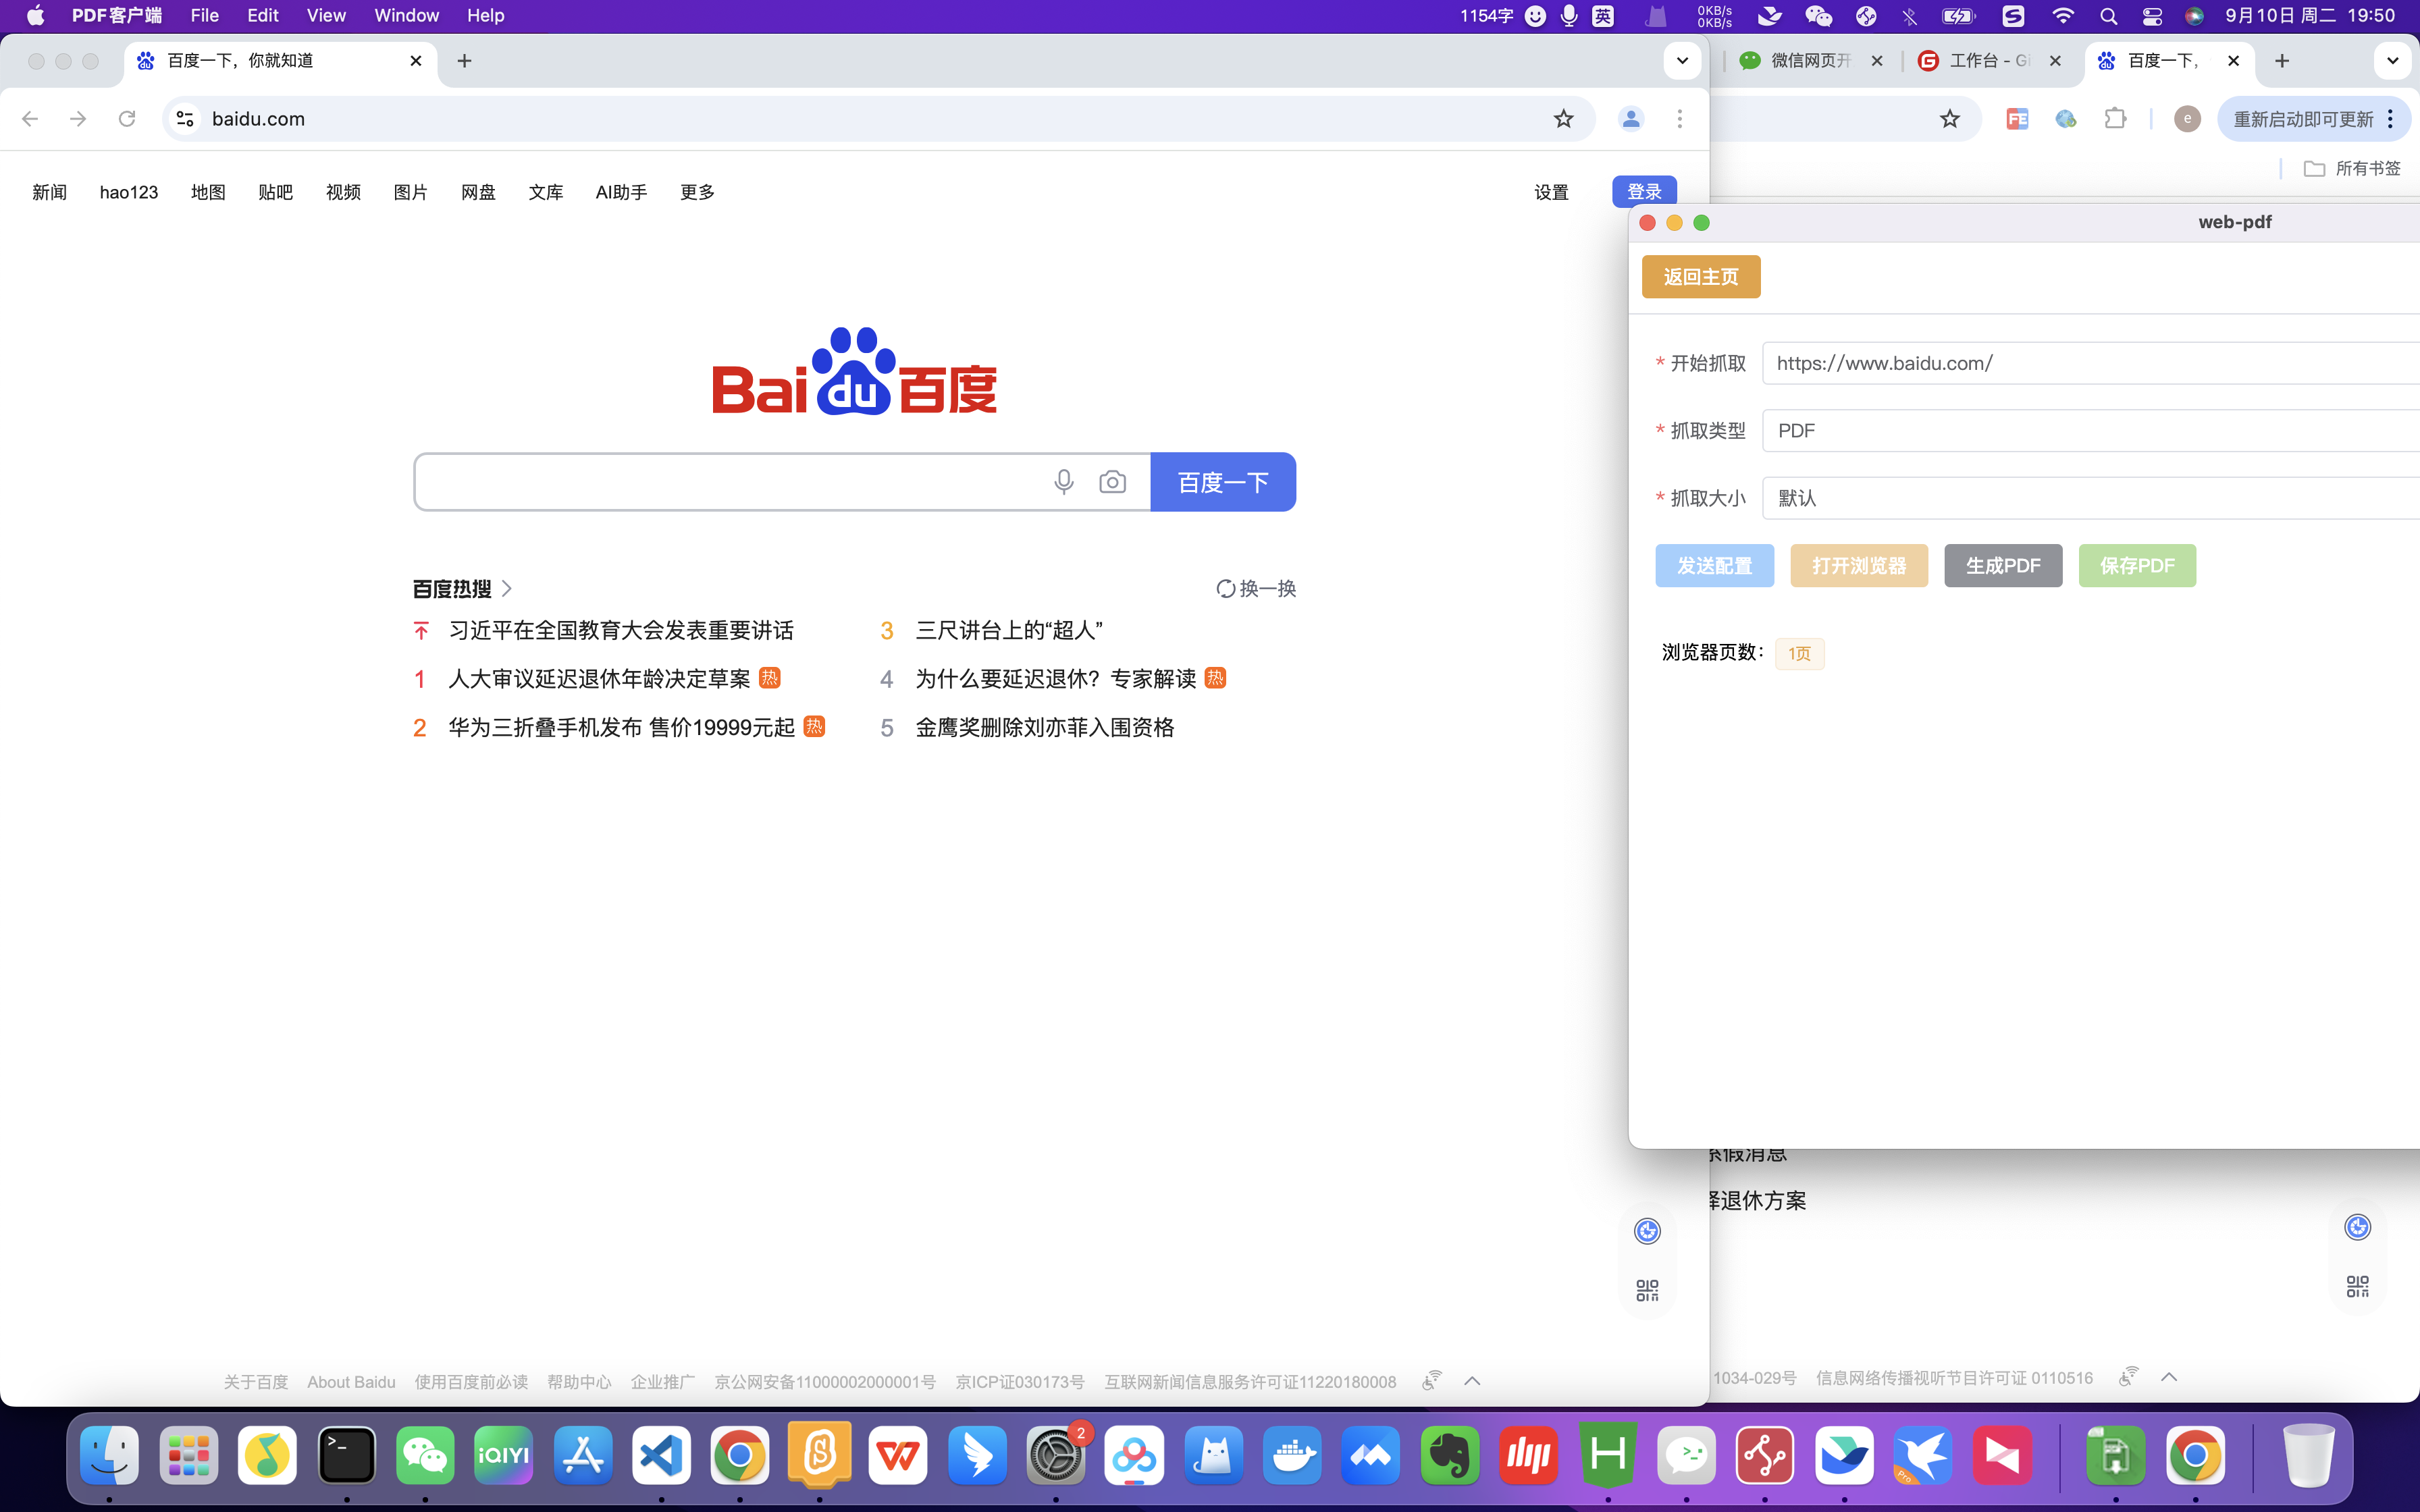 PDF客户端 File Edit View Window Help
1154字 英 0KB/s 0KB/s 9月10日 周二 19:50
百度一下，你就知道
微信网页开
工作台 - Gi
百度一下,
baidu.com
FE
e
重新启动即可更新
所有书签
新闻 hao123 地图 贴吧 视频 图片 网盘 文库 AI助手 更多
设置 登录
Bai du 百度
百度一下
百度热搜
换一换
习近平在全国教育大会发表重要讲话
1 人大审议延迟退休年龄决定草案 热
2 华为三折叠手机发布 售价19999元起 热
3 三尺讲台上的“超人”
4 为什么要延迟退休？专家解读 热
5 金鹰奖删除刘亦菲入围资格
web-pdf
返回主页
* 开始抓取 https://www.baidu.com/
* 抓取类型 PDF
* 抓取大小 默认
发送配置 打开浏览器 生成PDF 保存PDF
浏览器页数： 1页
系假消息
择退休方案
关于百度 About Baidu 使用百度前必读 帮助中心 企业推广 京公网安备11000002000001号 京ICP证030173号 互联网新闻信息服务许可证11220180008
1034-029号 信息网络传播视听节目许可证 0110516
iQIYI
2
Pro